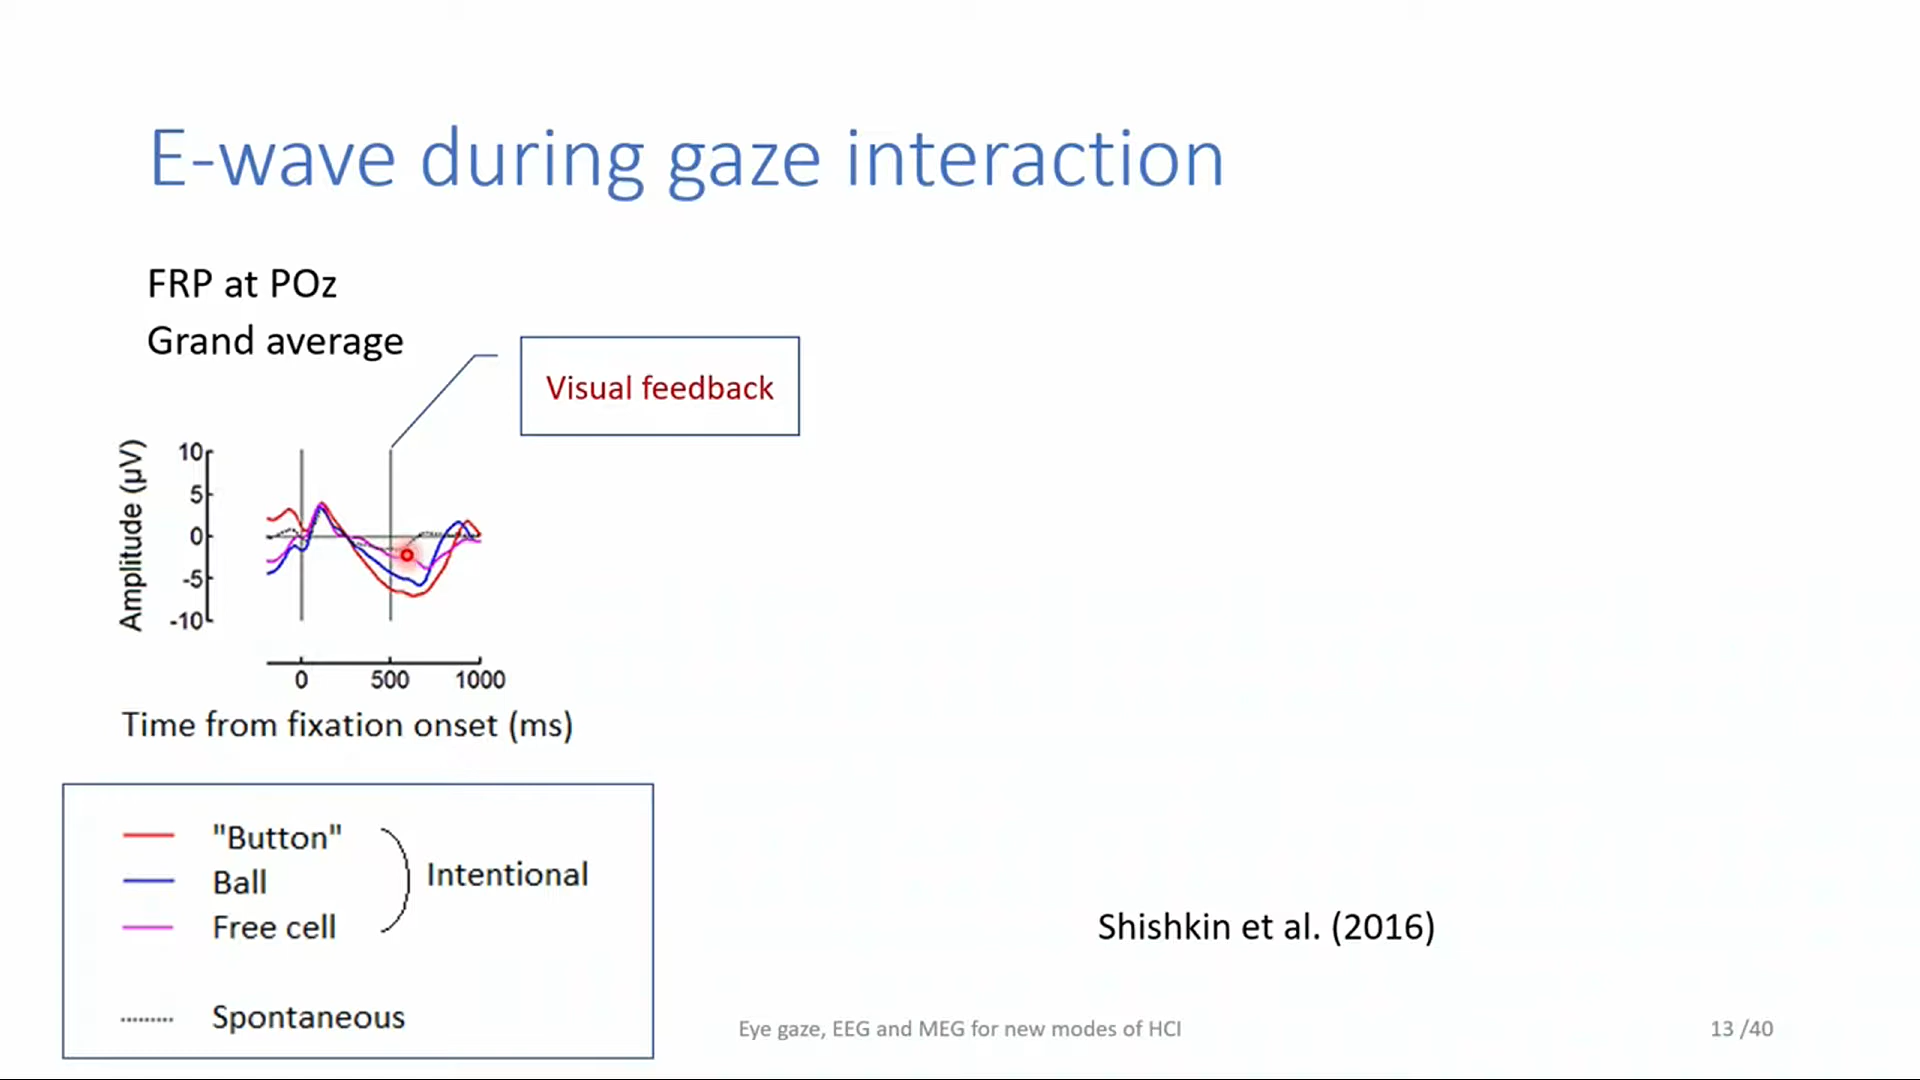 E-wave during gaze interaction
FRP at POz
Grand average
Visual feedback
Amplitude (μV)
10
5
0
-5
-10
0 500 1000
Time from fixation onset (ms)
"Button"
Ball
Free cell
Intentional
Spontaneous
Shishkin et al. (2016)
Eye gaze, EEG and MEG for new modes of HCI
13 /40